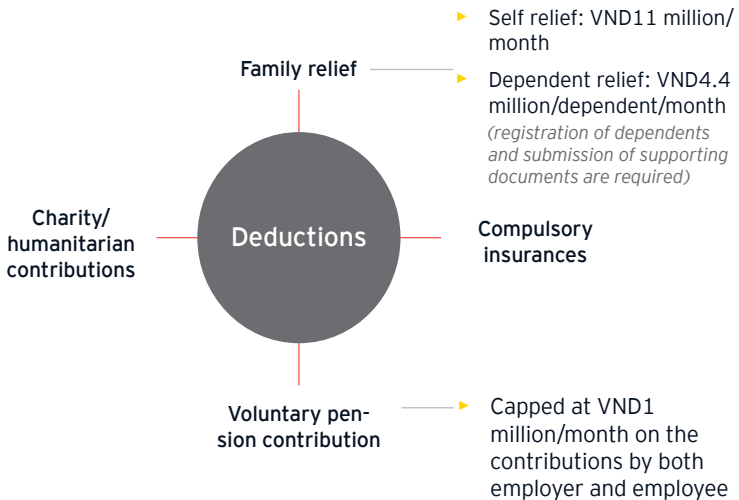 Family relief
Self relief: VND11 million/
month
Dependent relief: VND4.4
million/dependent/month
(registration of dependents
and submission of supporting
documents are required)
Charity/
humanitarian
contributions
Deductions
Compulsory
insurances
Voluntary pen-
sion contribution
Capped at VND1
million/month on the
contributions by both
employer and employee